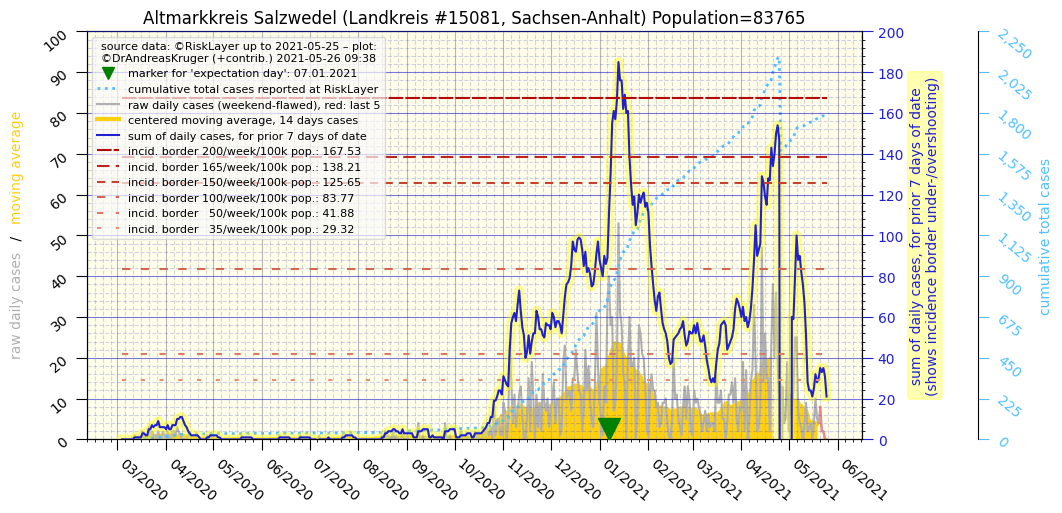 Altmarkkreis Salzwedel (Landkreis #15081, Sachsen-Anhalt) Population=83765
source data: ©RiskLayer up to 2021-05-25 – plot:
©DrAndreasKruger (+contrib.) 2021-05-26 09:38
marker for 'expectation day': 07.01.2021
cumulative total cases reported at RiskLayer
raw daily cases (weekend-flawed), red: last 5
centered moving average, 14 days cases
sum of daily cases, for prior 7 days of date
incid. border 200/week/100k pop.: 167.53
incid. border 165/week/100k pop.: 138.21
incid. border 150/week/100k pop.: 125.65
incid. border 100/week/100k pop.: 83.77
incid. border   50/week/100k pop.: 41.88
incid. border   35/week/100k pop.: 29.32
raw daily cases / moving average
100
90
80
70
60
50
40
30
20
10
0
03/2020
04/2020
05/2020
06/2020
07/2020
08/2020
09/2020
10/2020
11/2020
12/2020
01/2021
02/2021
03/2021
04/2021
05/2021
06/2021
200
180
160
140
120
100
80
60
40
20
0
sum of daily cases, for prior 7 days of date
(shows incidence border under-/overshooting)
2,250
2,025
1,800
1,575
1,350
1,125
900
675
450
225
0
cumulative total cases